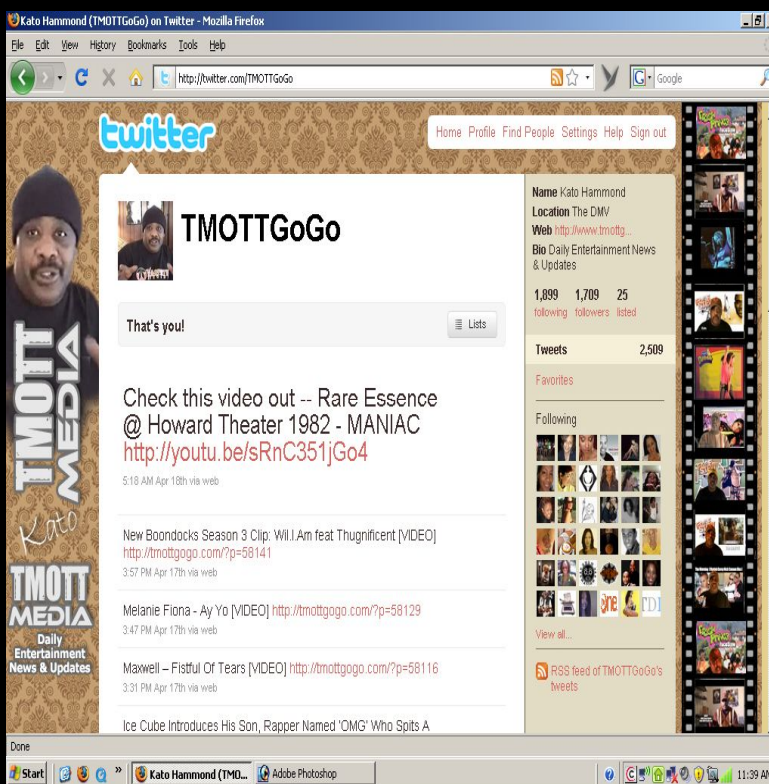 Kato Hammond (TMOTTGoGo) on Twitter - Mozilla Firefox
File Edit View History Bookmarks Tools Help
http://twitter.com/TMOTTGoGo
Google
twitter
Home Profile Find People Settings Help Sign out
TMOTTGoGo
That's you!
Lists
Check this video out -- Rare Essence
@ Howard Theater 1982 - MANIAC
http://youtu.be/sRnC351jGo4
5:18 AM Apr 18th via web
New Boondocks Season 3 Clip: Wil.I.Am feat Thugnificent [VIDEO]
http://tmottgogo.com/?p=58141
3:57 PM Apr 17th via web
Melanie Fiona - Ay Yo [VIDEO] http://tmottgogo.com/?p=58129
3:47 PM Apr 17th via web
Maxwell – Fistful Of Tears [VIDEO] http://tmottgogo.com/?p=58116
3:31 PM Apr 17th via web
Ice Cube Introduces His Son, Rapper Named 'OMG' Who Spits A
Name Kato Hammond
Location The DMV
Web http://www.tmottg...
Bio Daily Entertainment News
& Updates
1,899 1,709 25
following followers listed
Tweets 2,509
Favorites
Following
View all...
RSS feed of TMOTTGoGo's
tweets
TMOTT
MEDIA
Kato
TMOTT
MEDIA
Daily
Entertainment
News & Updates
Done
Start
Kato Hammond (TMO...
Adobe Photoshop
11:39 AM